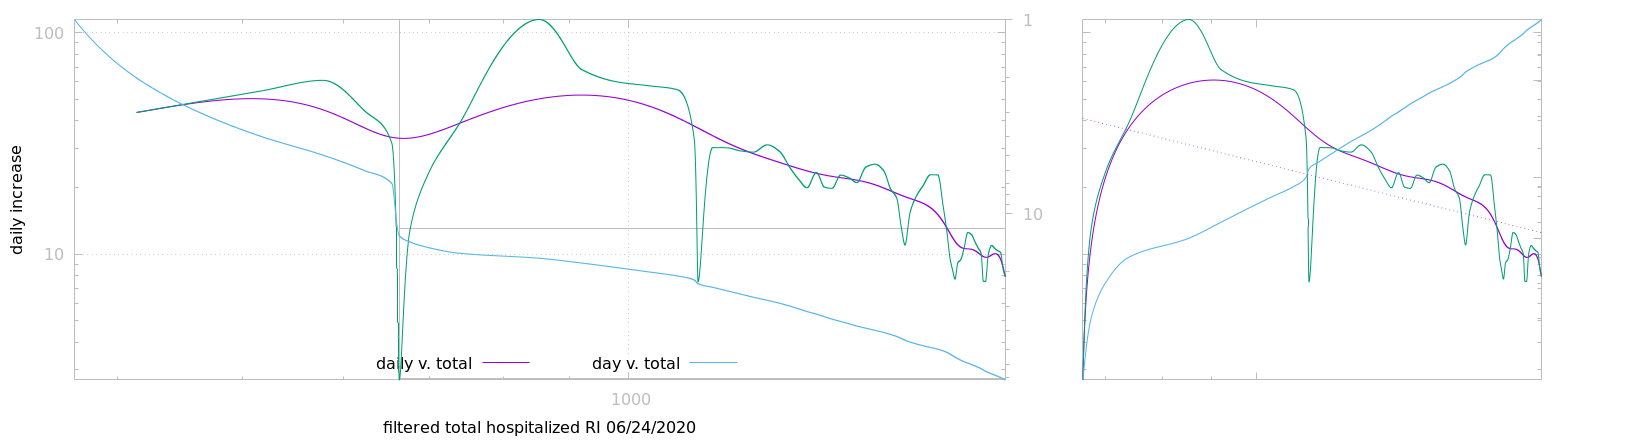 100
1
daily increase
10
10
daily v. total
day v. total
1000
filtered total hospitalized RI 06/24/2020